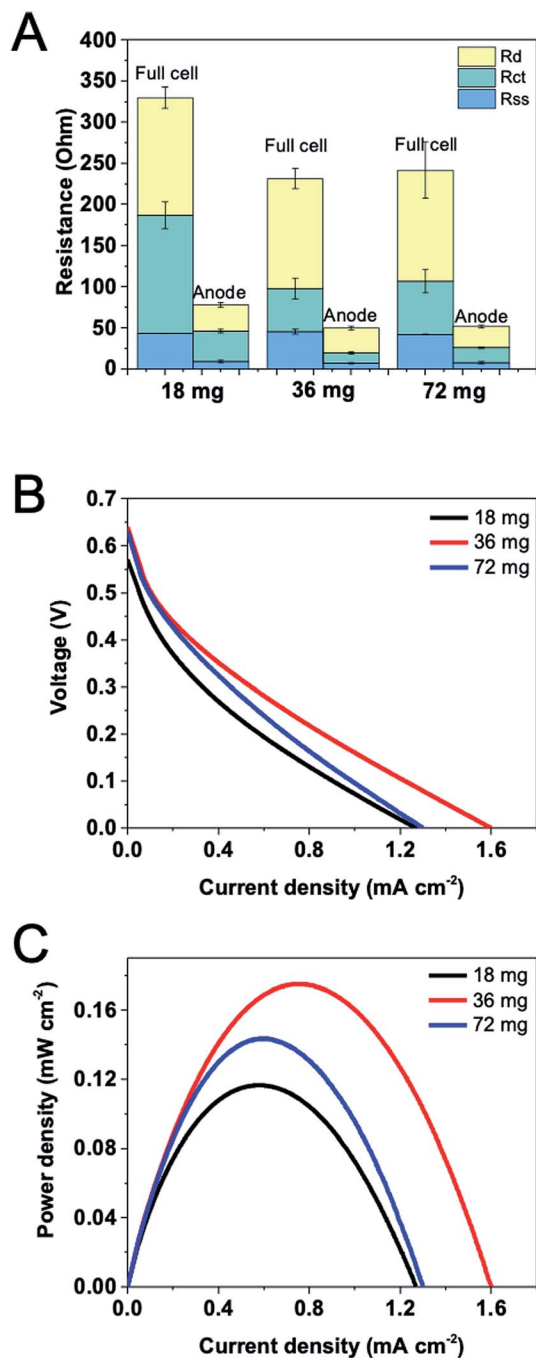 A
Resistance (Ohm)
400
350
300
250
200
150
100
50
0
Full cell
Anode
Full cell
Anode
Full cell
Anode
Rd
Rct
Rss
18 mg
36 mg
72 mg
B
Voltage (V)
0.7
0.6
0.5
0.4
0.3
0.2
0.1
0.0
18 mg
36 mg
72 mg
0.0 0.4 0.8 1.2 1.6
Current density (mA cm⁻²)
C
Power density (mW cm⁻²)
0.16
0.12
0.08
0.04
0.00
18 mg
36 mg
72 mg
0.0 0.4 0.8 1.2 1.6
Current density (mA cm⁻²)